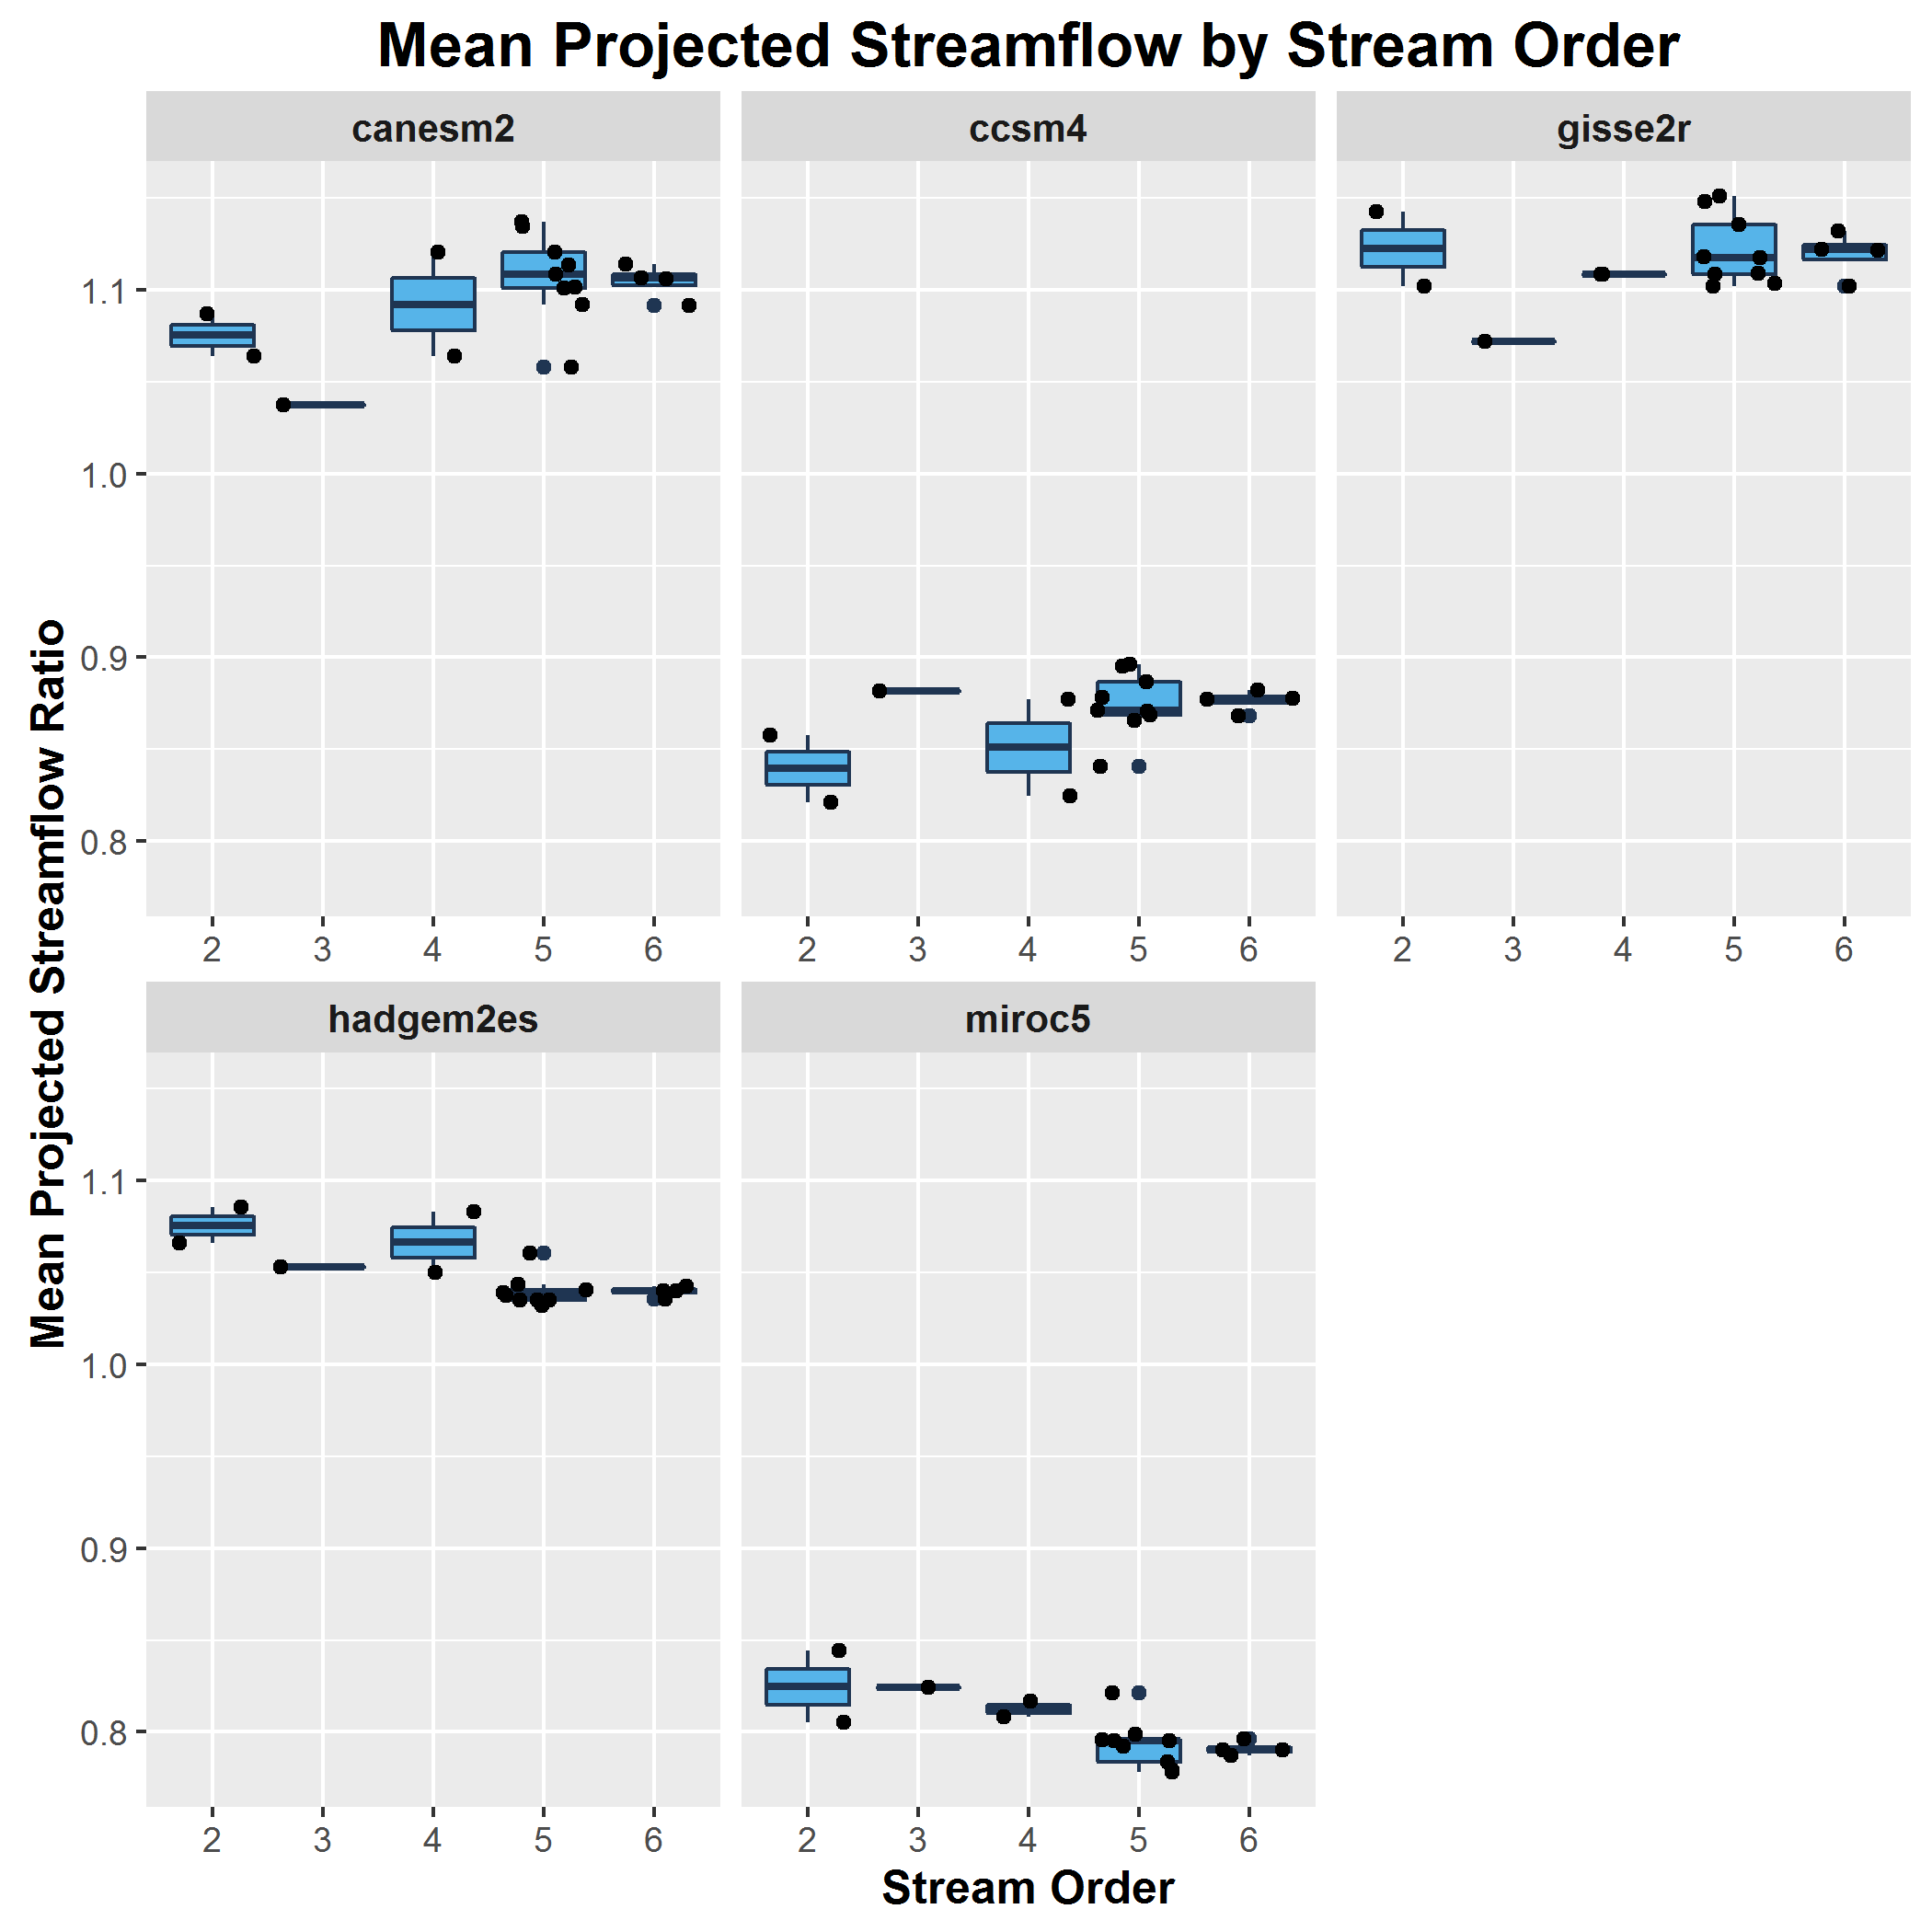 Mean Projected Streamflow by Stream Order
canesm2
ccsm4
gisse2r
1.1
1.0
0.9
0.8
2 3 4 5 6
2 3 4 5 6
2 3 4 5 6
Mean Projected Streamflow Ratio
hadgem2es
miroc5
1.1
1.0
0.9
0.8
2 3 4 5 6
2 3 4 5 6
Stream Order